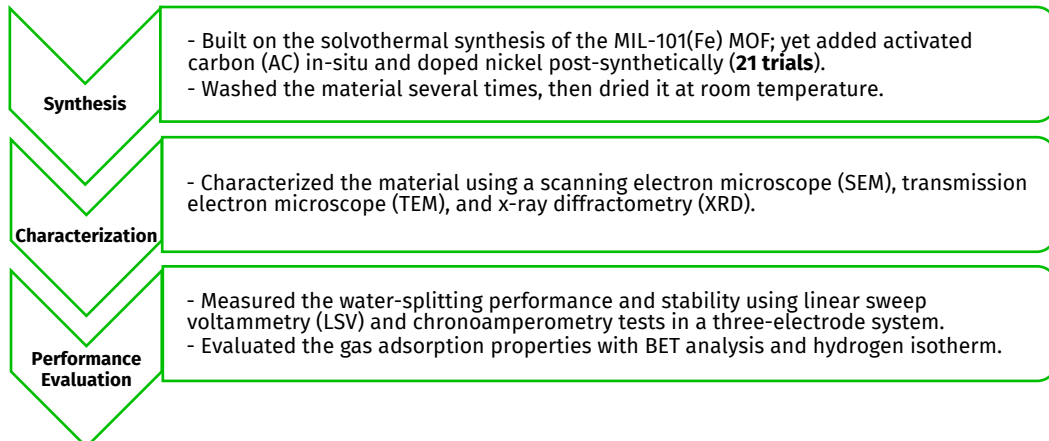 Synthesis
- Built on the solvothermal synthesis of the MIL-101(Fe) MOF; yet added activated
carbon (AC) in-situ and doped nickel post-synthetically (21 trials).
- Washed the material several times, then dried it at room temperature.
Characterization
- Characterized the material using a scanning electron microscope (SEM), transmission
electron microscope (TEM), and x-ray diffractometry (XRD).
Performance
Evaluation
- Measured the water-splitting performance and stability using linear sweep
voltammetry (LSV) and chronoamperometry tests in a three-electrode system.
- Evaluated the gas adsorption properties with BET analysis and hydrogen isotherm.